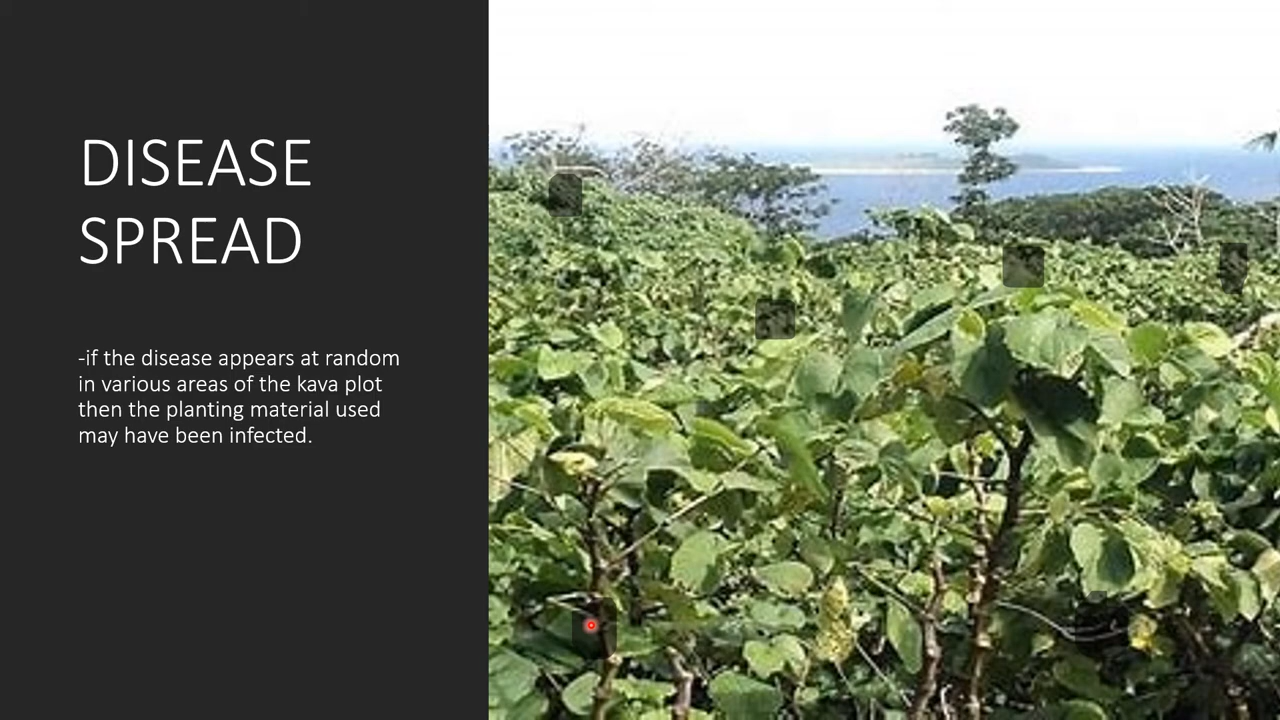 DISEASE
SPREAD
-if the disease appears at random
in various areas of the kava plot
then the planting material used
may have been infected.